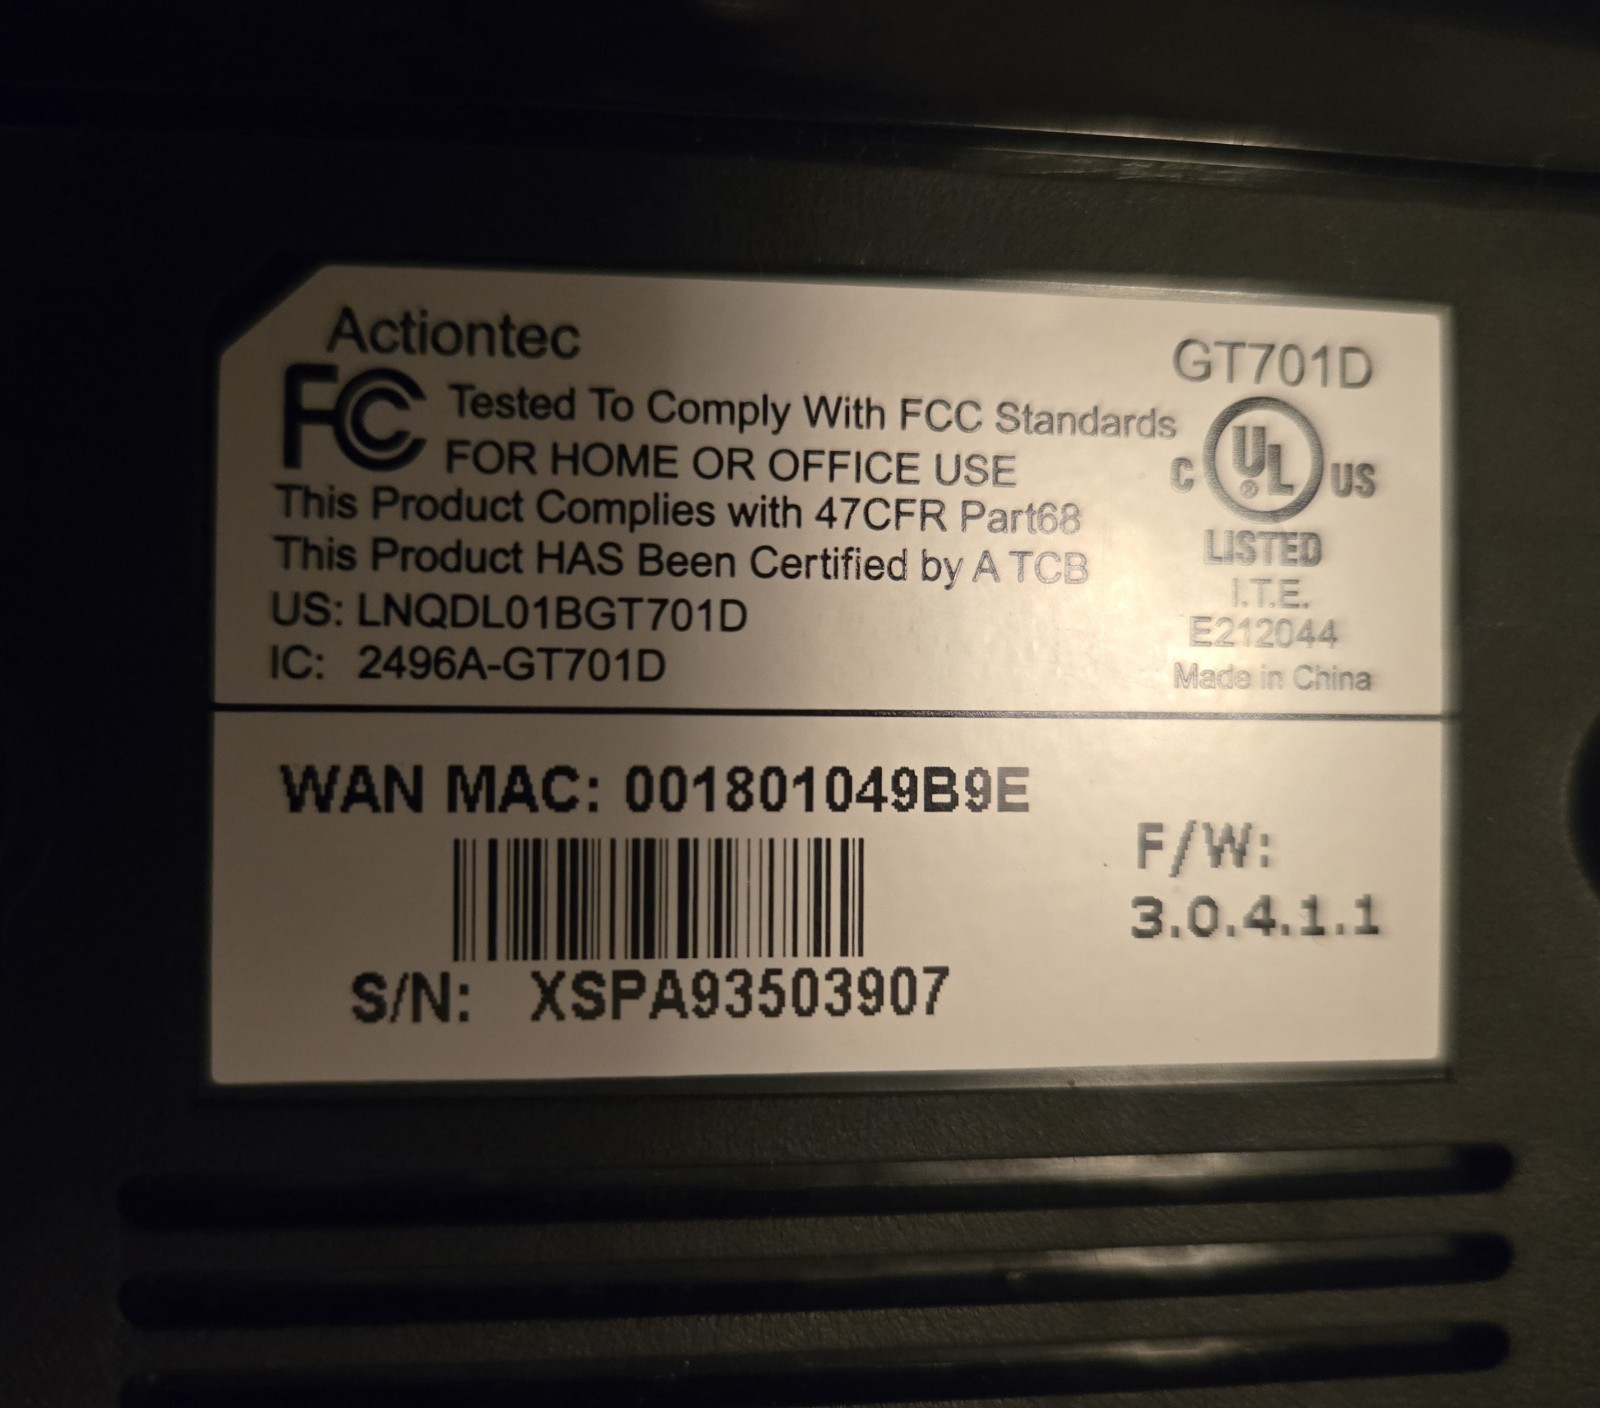 Actiontec
GT701D
FC Tested To Comply With FCC Standards
FOR HOME OR OFFICE USE
This Product Complies with 47CFR Part68
This Product HAS Been Certified by A TCB
US: LNQDL01BGT701D
IC: 2496A-GT701D
C UL US
®
LISTED
I.T.E.
E212044
Made in China
WAN MAC: 001801049B9E
S/N: XSPA93503907
F/W:
3.0.4.1.1